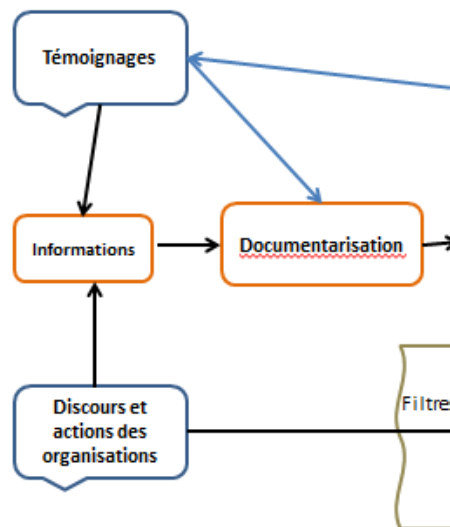 Témoignages
Informations
Documentarisation
Discours et
actions des
organisations
Filtre